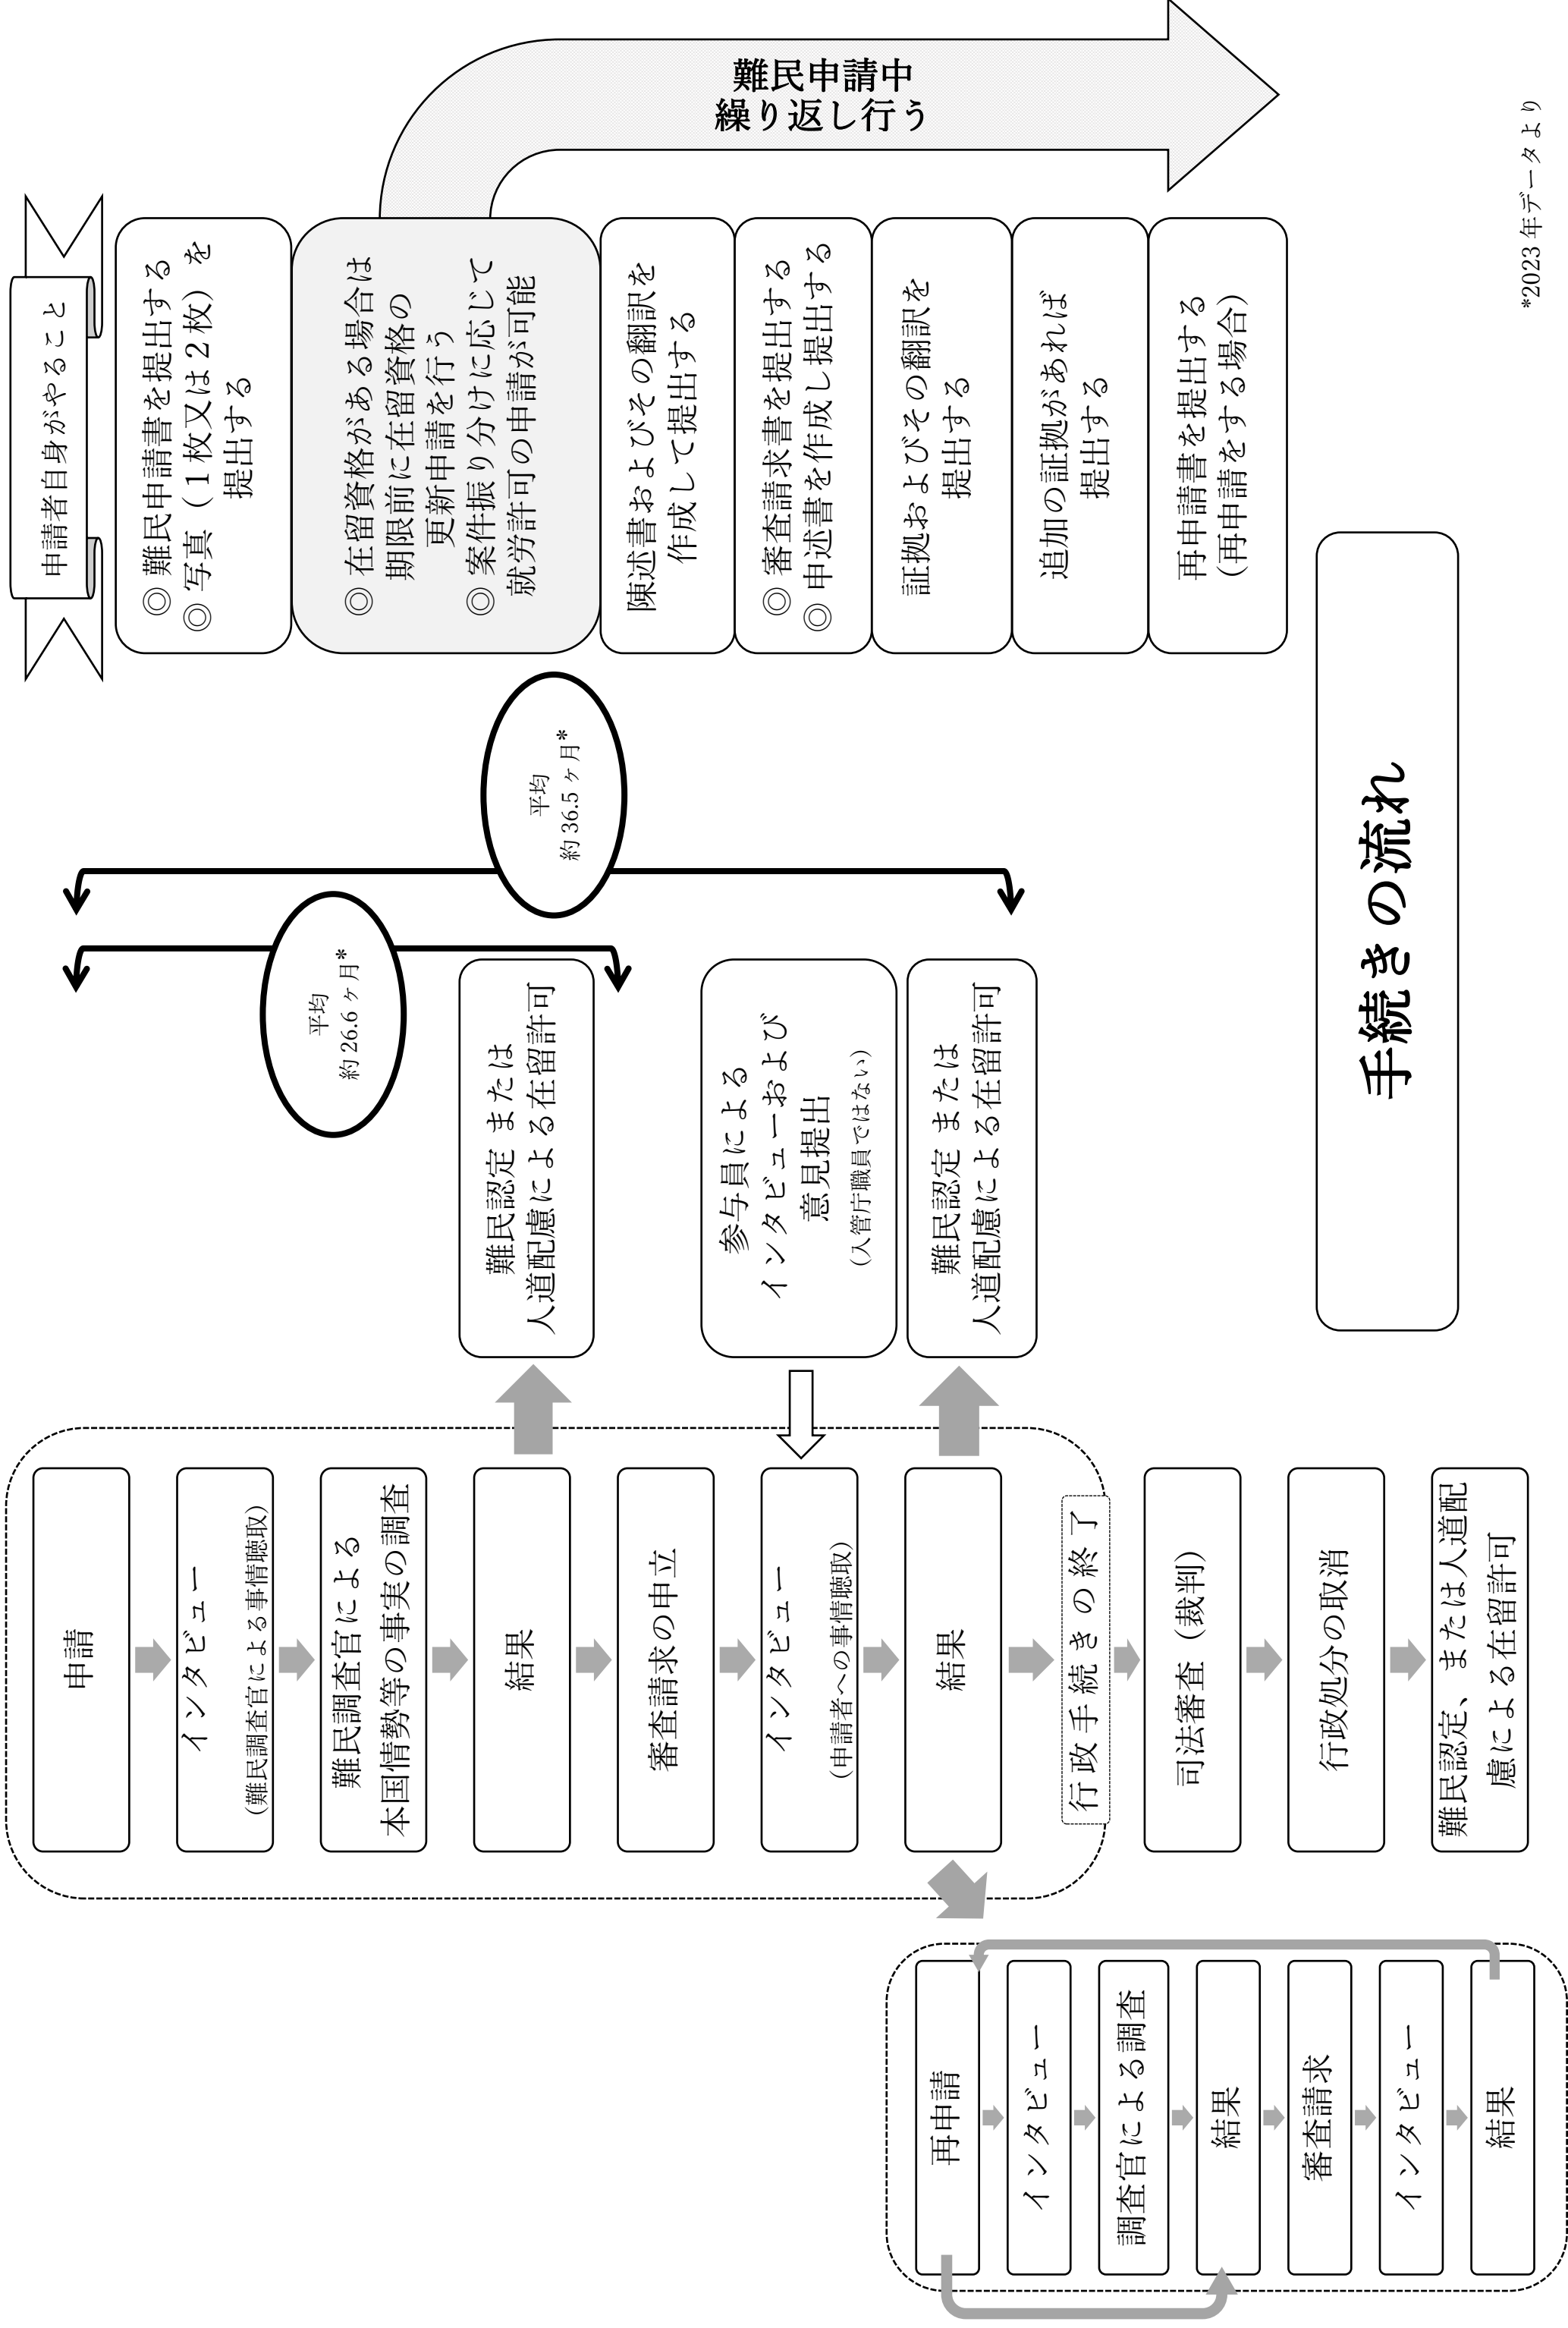 手続きの流れ
申請
インタビュー
(難民調査官による事情聴取)
難民調査官による
本国情勢等の事実の調査
結果
審査請求の申立
インタビュー
(申請者への事情聴取)
結果
行政手続きの終了
司法審査（裁判）
行政処分の取消
難民認定、または人道配
慮による在留許可
再申請
インタビュー
調査官による調査
結果
審査請求
インタビュー
結果
難民認定 または
人道配慮による在留許可
参与員による
インタビューおよび
意見提出
(入管庁職員ではない)
難民認定 または
人道配慮による在留許可
平均
約 26.6 ヶ月*
平均
約 36.5 ヶ月*
申請者自身がやること
◎ 難民申請書を提出する
◎ 写真（1 枚又は 2 枚）を
提出する
◎ 在留資格がある場合は
期限前に在留資格の
更新申請を行う
◎ 案件振り分けに応じて
就労許可の申請が可能
陳述書およびその翻訳を
作成して提出する
◎ 審査請求書を提出する
◎ 申述書を作成し提出する
証拠およびその翻訳を
提出する
追加の証拠があれば
提出する
再申請書を提出する
(再申請をする場合)
難民申請中
繰り返し行う
*2023 年データより